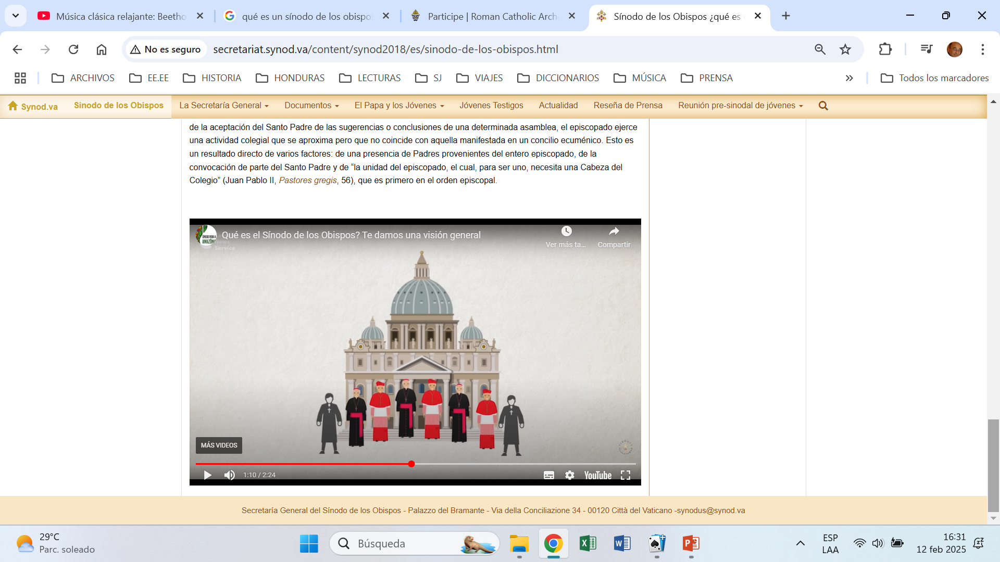 Música clásica relajante: Beetho
qué es un sínodo de los obispos
Participe | Roman Catholic Arch
Sínodo de los Obispos ¿qué es
No es seguro
secretariat.synod.va/content/synod2018/es/sinodo-de-los-obispos.html
ARCHIVOS
EE.EE
HISTORIA
HONDURAS
LECTURAS
SJ
VIAJES
DICCIONARIOS
MÚSICA
PRENSA
»
Todos los marcadores
Synod.va
Sinodo de los Obispos
La Secretaría General
Documentos
El Papa y los Jóvenes
Jóvenes Testigos
Actualidad
Reseña de Prensa
Reunión pre-sinodal de jóvenes
de la aceptación del Santo Padre de las sugerencias o conclusiones de una determinada asamblea, el episcopado ejerce
una actividad colegial que se aproxima pero que no coincide con aquella manifestada en un concilio ecuménico. Esto es
un resultado directo de varios factores: de una presencia de Padres provenientes del entero episcopado, de la
convocación de parte del Santo Padre y de “la unidad del episcopado, el cual, para ser uno, necesita una Cabeza del
Colegio” (Juan Pablo II, Pastores gregis, 56), que es primero en el orden episcopal.
SÍNODO PARA A
AMAZÔNIA
Qué es el Sínodo de los Obispos? Te damos una visión general
News
Service
Ver más ta...
Compartir
MÁS VIDEOS
1:10 / 2:24
YouTube
Secretaría General del Sínodo de los Obispos - Palazzo del Bramante - Via della Conciliazione 34 - 00120 Città del Vaticano -synodus@synod.va
29°C
Parc. soleado
Búsqueda
ESP
LAA
16:31
12 feb 2025